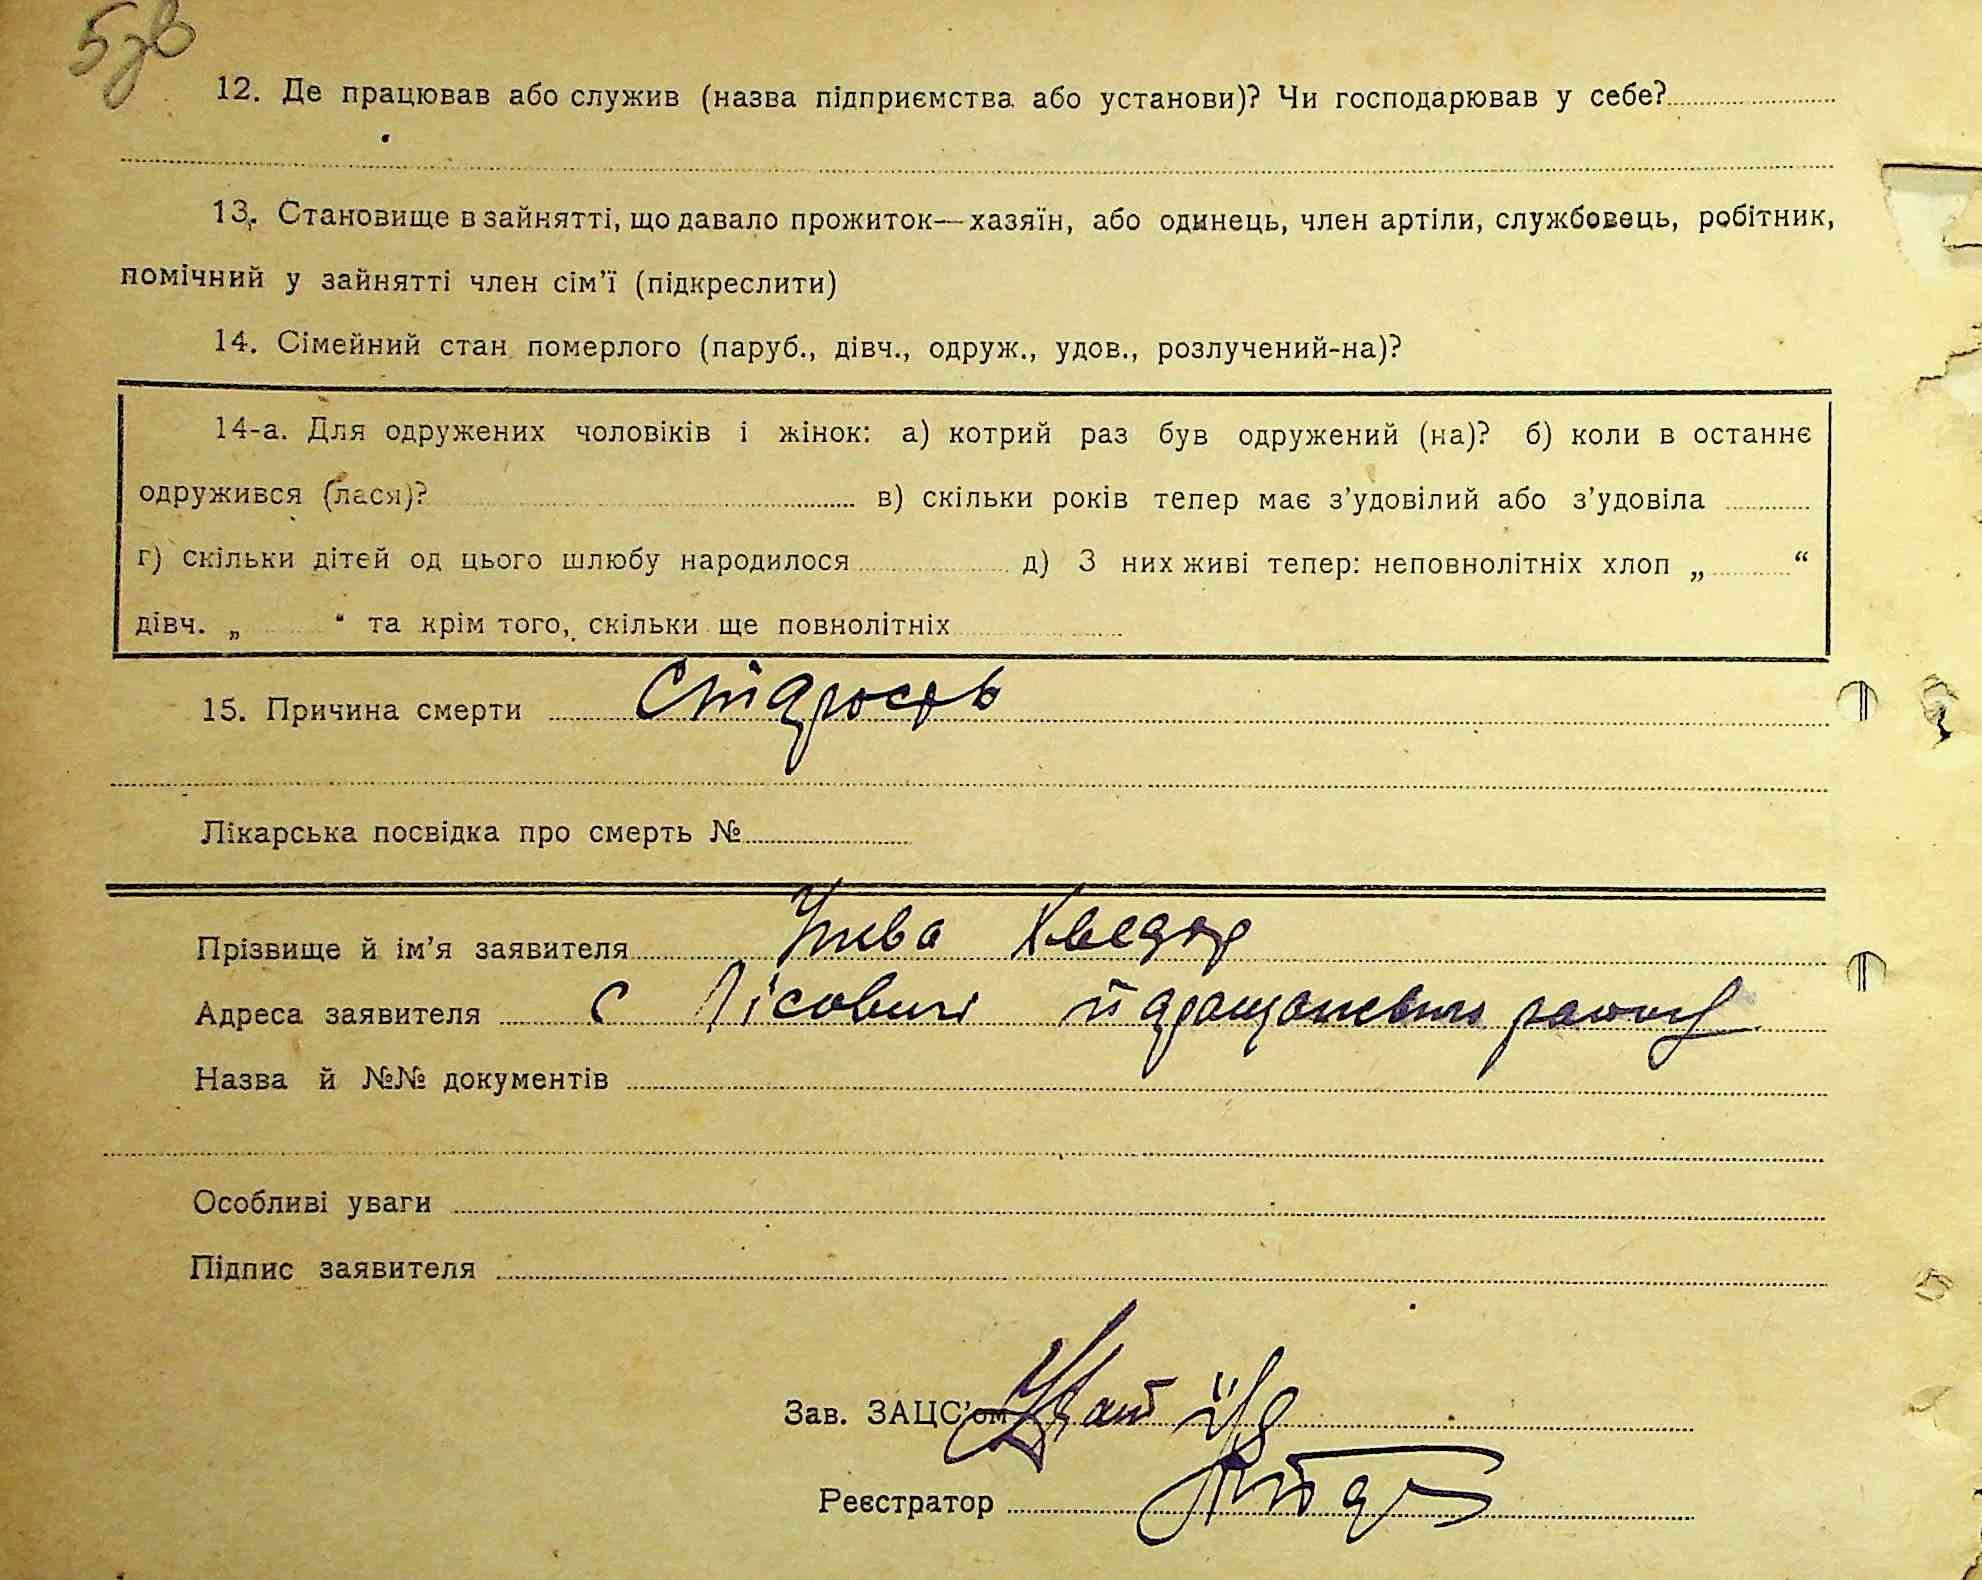 5зв
12. Де працював або служив (назва підприємства або установи)? Чи господарював у себе?
13. Становище в зайнятті, що давало прожиток—хазяїн, або одинець, член артіли, службовець, робітник,
помічний у зайнятті член сім'ї (підкреслити)
14. Сімейний стан померлого (паруб., дівч., одруж., удов., розлучений-на)?
14-а. Для одружених чоловіків і жінок: а) котрий раз був одружений (на)? б) коли в останнє
одружився (лася)? в) скільки років тепер має з'удовілий або з'удовіла
г) скільки дітей од цього шлюбу народилося д) З них живі тепер: неповнолітніх хлоп „ “
дівч. „ “ та крім того, скільки ще повнолітніх
15. Причина смерти Старость
Лікарська посвідка про смерть №
Прізвище й ім'я заявителя Хведор
Адреса заявителя с Лісовичі
Назва й №№ документів
Особливі уваги
Підпис заявителя
Зав. ЗАЦС'ом
Реєстратор